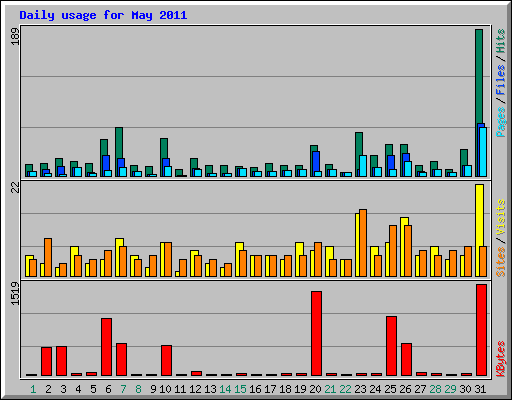 Daily usage for May 2011
189
Pages / Files / Hits
22
Sites / Visits
1519
KBytes
1 2 3 4 5 6 7 8 9 10 11 12 13 14 15 16 17 18 19 20 21 22 23 24 25 26 27 28 29 30 31